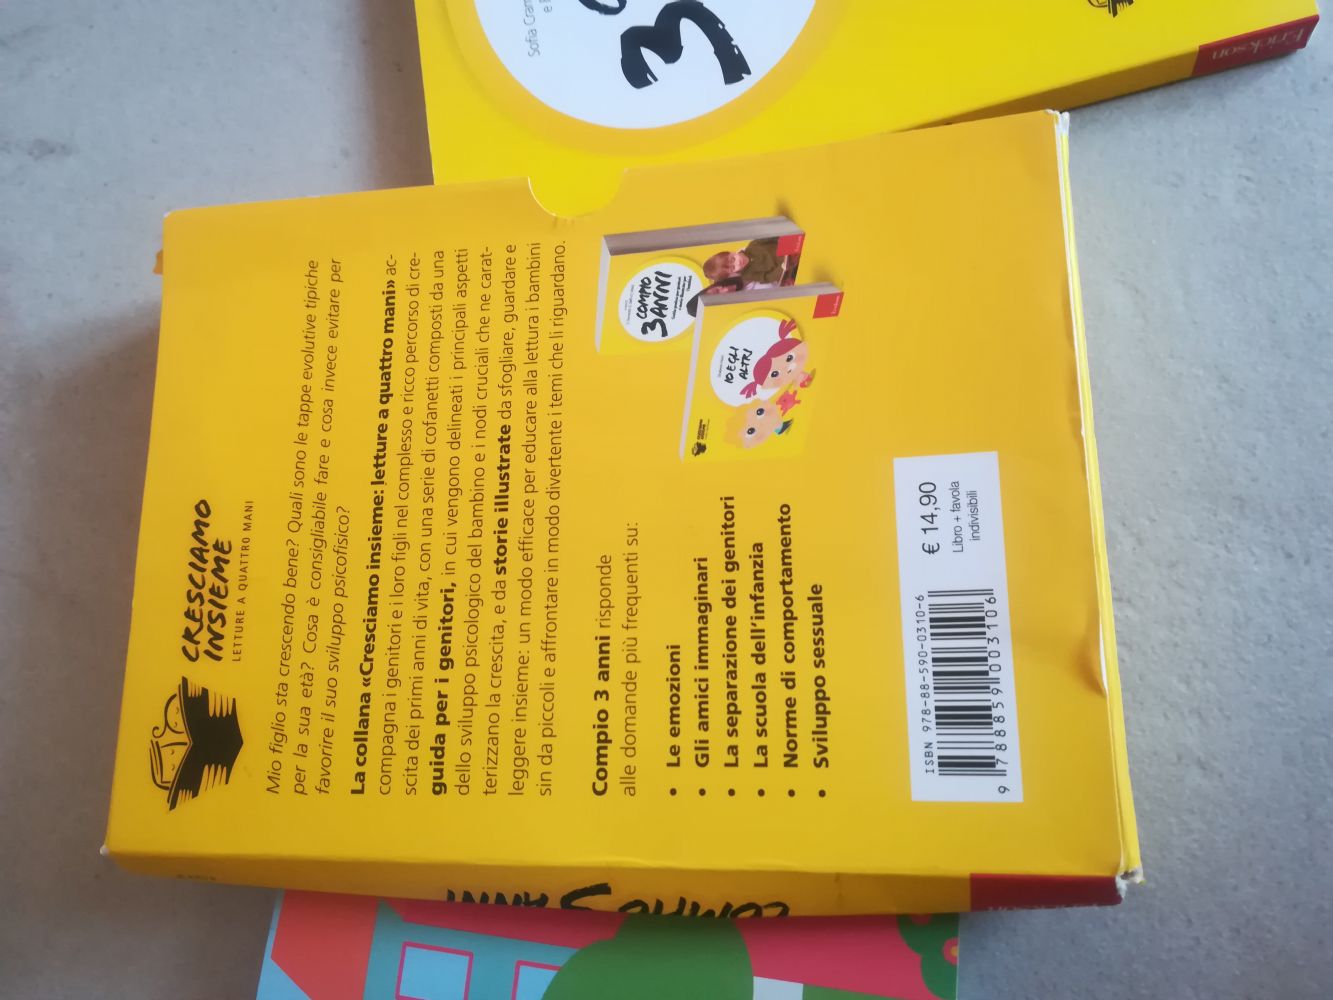 CRESCIAMO
INSIEME
LETTURE A QUATTRO MANI
Mio figlio sta crescendo bene? Quali sono le tappe evolutive tipiche
per la sua età? Cosa è consigliabile fare e cosa invece evitare per
favorire il suo sviluppo psicofisico?
La collana «Cresciamo insieme: letture a quattro mani» ac-
compagna i genitori e i loro figli nel complesso e ricco percorso di cre-
scita dei primi anni di vita, con una serie di cofanetti composti da una
guida per i genitori, in cui vengono delineati i principali aspetti
dello sviluppo psicologico del bambino e i nodi cruciali che ne carat-
terizzano la crescita, e da storie illustrate da sfogliare, guardare e
leggere insieme: un modo efficace per educare alla lettura i bambini
sin da piccoli e affrontare in modo divertente i temi che li riguardano.
Compio 3 anni risponde
alle domande più frequenti su:
• Le emozioni
• Gli amici immaginari
• La separazione dei genitori
• La scuola dell'infanzia
• Norme di comportamento
• Sviluppo sessuale
COMPIO
3 ANNI
IO E GLI
ALTRI
ISBN 978-88-590-0310-6
9 788859 003106
€ 14,90
Libro + favola
indivisibili
COMPIO 3 ANNI
Sofia
3
Erickson